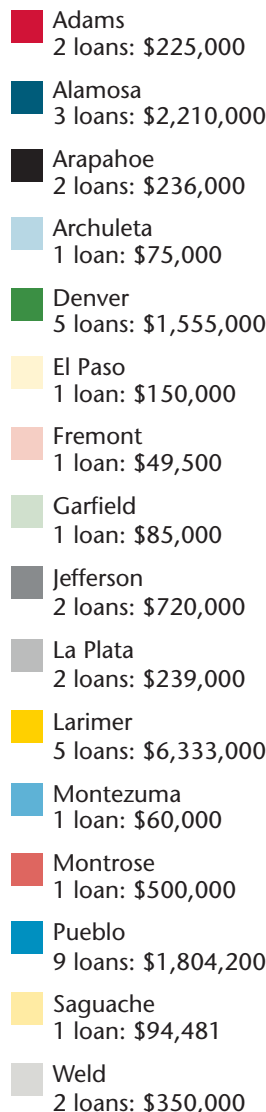 Adams
2 loans: $225,000
Alamosa
3 loans: $2,210,000
Arapahoe
2 loans: $236,000
Archuleta
1 loan: $75,000
Denver
5 loans: $1,555,000
El Paso
1 loan: $150,000
Fremont
1 loan: $49,500
Garfield
1 loan: $85,000
Jefferson
2 loans: $720,000
La Plata
2 loans: $239,000
Larimer
5 loans: $6,333,000
Montezuma
1 loan: $60,000
Montrose
1 loan: $500,000
Pueblo
9 loans: $1,804,200
Saguache
1 loan: $94,481
Weld
2 loans: $350,000